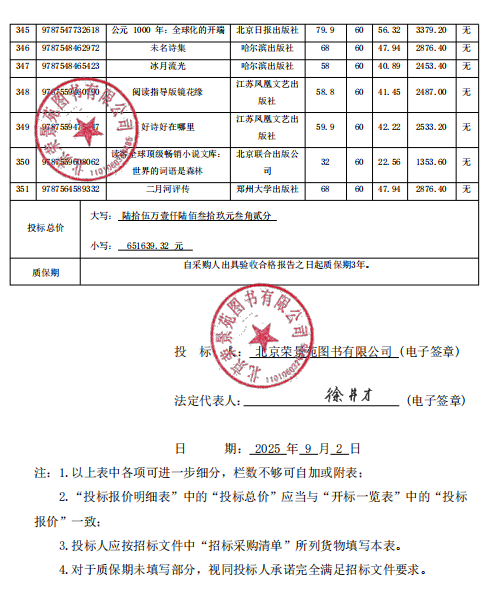 345 9787547732618 公元 1000 年：全球化的开端 北京日报出版社 79.9 60 56.32 3379.20 无
346 9787548462972 未名诗集 哈尔滨出版社 68 60 47.94 2876.40 无
347 9787548465423 冰月流光 哈尔滨出版社 58 60 40.89 2453.40 无
348 阅读指导版镜花缘 江苏凤凰文艺出版社 58.8 60 41.45 2487.00 无
349 好诗好在哪里 江苏凤凰文艺出版社 59.9 60 42.22 2533.20 无
350 读客全球顶级畅销小说文库：世界的词语是森林 北京联合出版公司 32 60 22.56 1353.60 无
351 9787564589332 二月河评传 郑州大学出版社 68 60 47.94 2876.40 无
投标总价 大写： 陆拾伍万壹仟陆佰叁拾玖元叁角贰分
小写： 651639.32 元
质保期 自采购人出具验收合格报告之日起质保期3年。
北京荣景苑图书有限公司
投 标 人： 北京荣景苑图书有限公司 (电子签章)
北京荣景苑图书有限公司
法定代表人： 徐井才 (电子签章)
日 期： 2025 年 9 月 2 日
注：1.以上表中各项可进一步细分，栏数不够可自加或附表；
2.“投标报价明细表”中的“投标总价”应当与“开标一览表”中的“投标
报价”一致；
3.投标人应按招标文件中“招标采购清单”所列货物填写本表。
4.对于质保期未填写部分，视同投标人承诺完全满足招标文件要求。